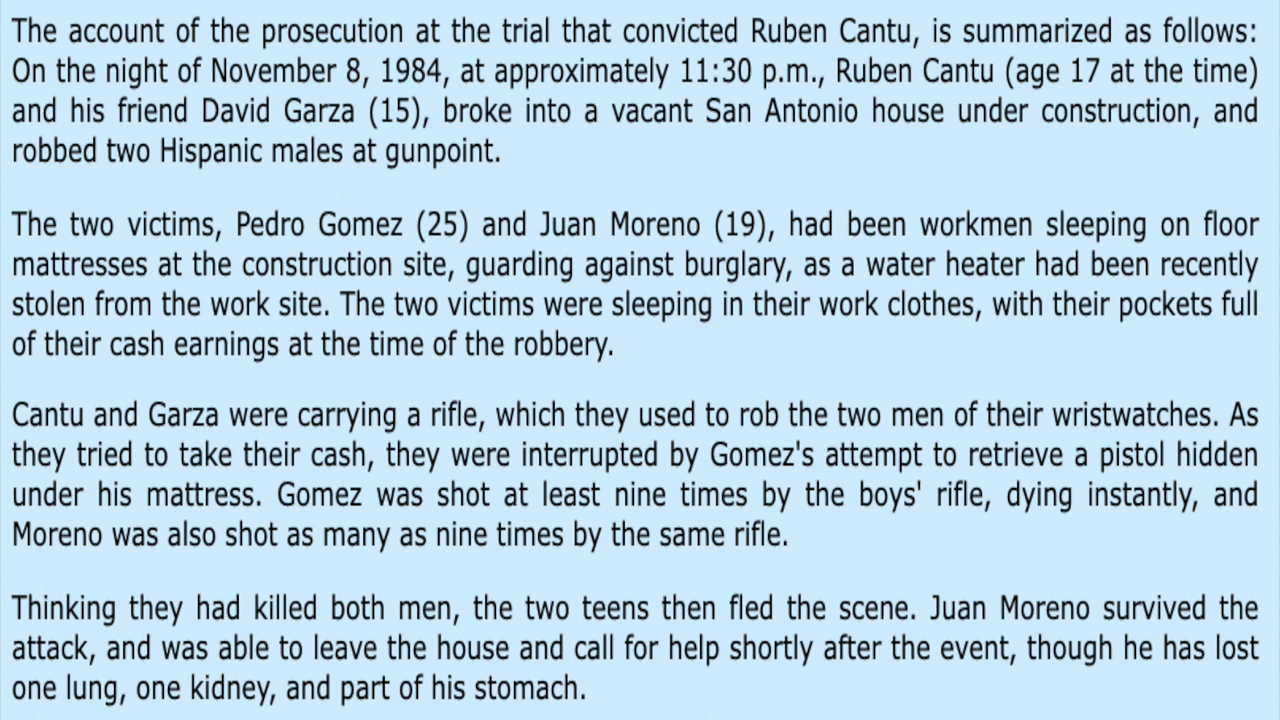 The account of the prosecution at the trial that convicted Ruben Cantu, is summarized as follows:
On the night of November 8, 1984, at approximately 11:30 p.m., Ruben Cantu (age 17 at the time)
and his friend David Garza (15), broke into a vacant San Antonio house under construction, and
robbed two Hispanic males at gunpoint.
The two victims, Pedro Gomez (25) and Juan Moreno (19), had been workmen sleeping on floor
mattresses at the construction site, guarding against burglary, as a water heater had been recently
stolen from the work site. The two victims were sleeping in their work clothes, with their pockets full
of their cash earnings at the time of the robbery.
Cantu and Garza were carrying a rifle, which they used to rob the two men of their wristwatches. As
they tried to take their cash, they were interrupted by Gomez's attempt to retrieve a pistol hidden
under his mattress. Gomez was shot at least nine times by the boys' rifle, dying instantly, and
Moreno was also shot as many as nine times by the same rifle.
Thinking they had killed both men, the two teens then fled the scene. Juan Moreno survived the
attack, and was able to leave the house and call for help shortly after the event, though he has lost
one lung, one kidney, and part of his stomach.